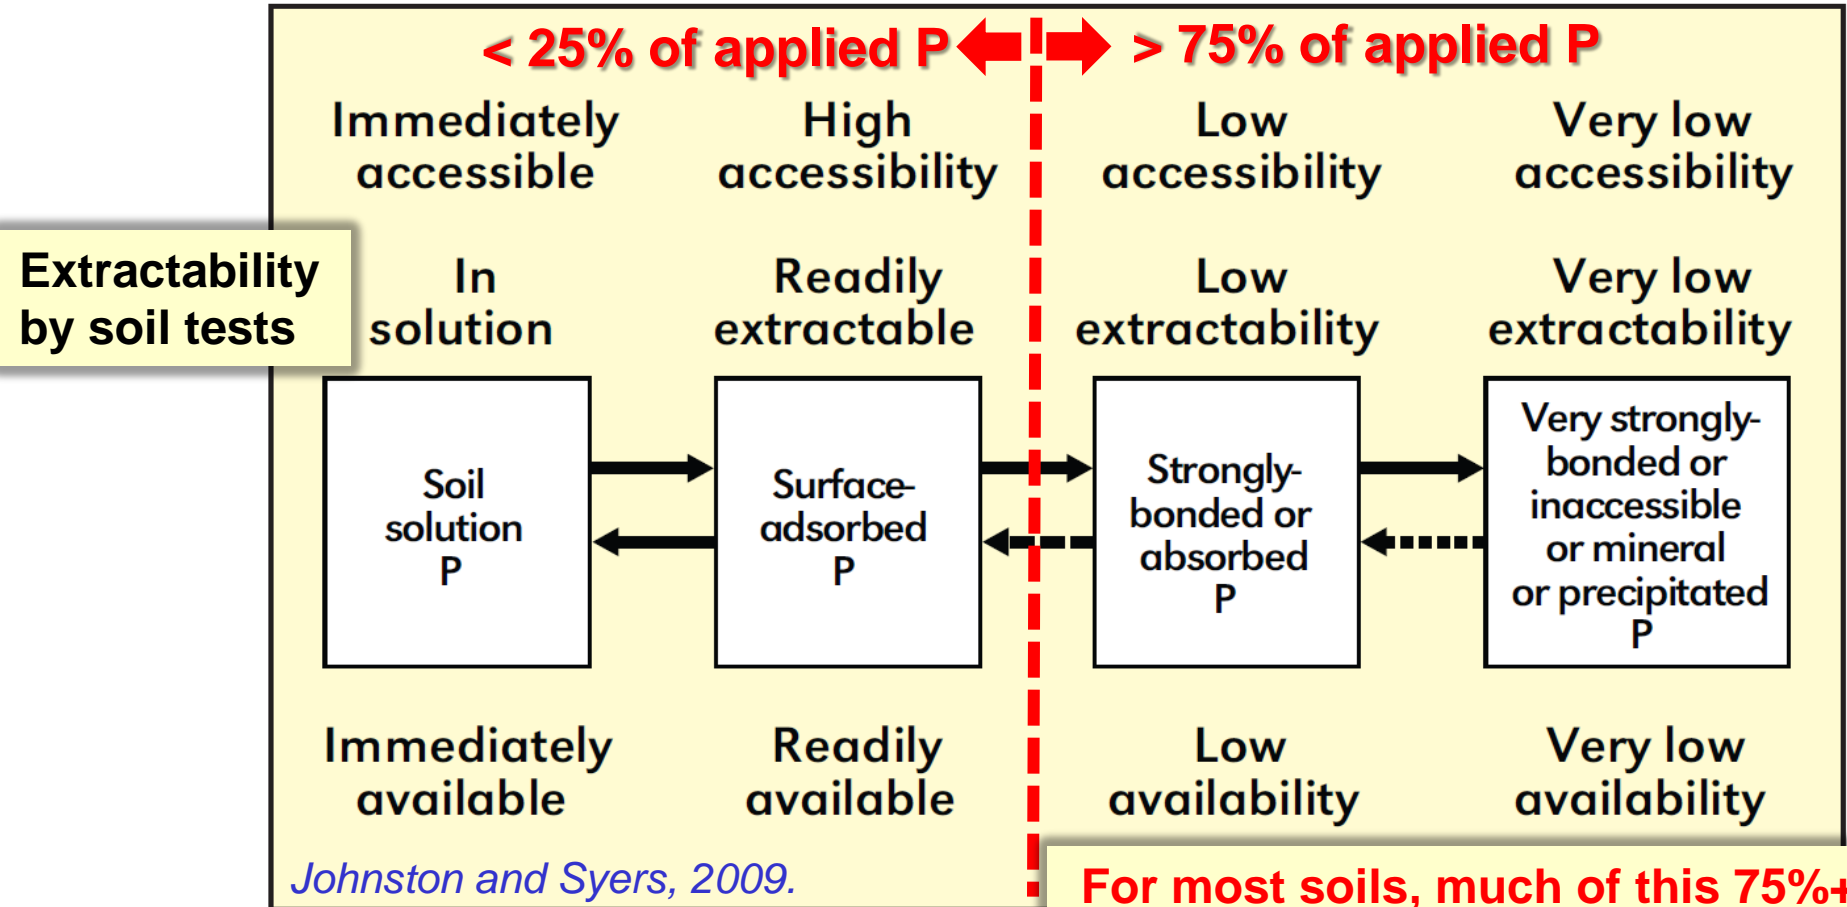 < 25% of applied P
> 75% of applied P
Immediately
accessible
High
accessibility
Low
accessibility
Very low
accessibility
Extractability
by soil tests
In
solution
Readily
extractable
Low
extractability
Very low
extractability
Soil
solution
P
Surface-
adsorbed
P
Strongly-
bonded or
absorbed
P
Very strongly-
bonded or
inaccessible
or mineral
or precipitated
P
Immediately
available
Readily
available
Low
availability
Very low
availability
Johnston and Syers, 2009.
For most soils, much of this 75%+